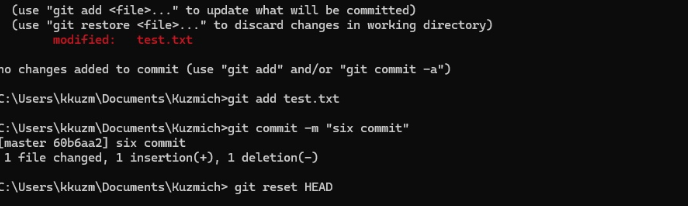 (use "git add <file>..." to update what will be committed)
(use "git restore <file>..." to discard changes in working directory)
modified:   test.txt
no changes added to commit (use "git add" and/or "git commit -a")
C:\Users\kkuzm\Documents\Kuzmich>git add test.txt
C:\Users\kkuzm\Documents\Kuzmich>git commit -m "six commit"
[master 60b6aa2] six commit
1 file changed, 1 insertion(+), 1 deletion(-)
C:\Users\kkuzm\Documents\Kuzmich> git reset HEAD